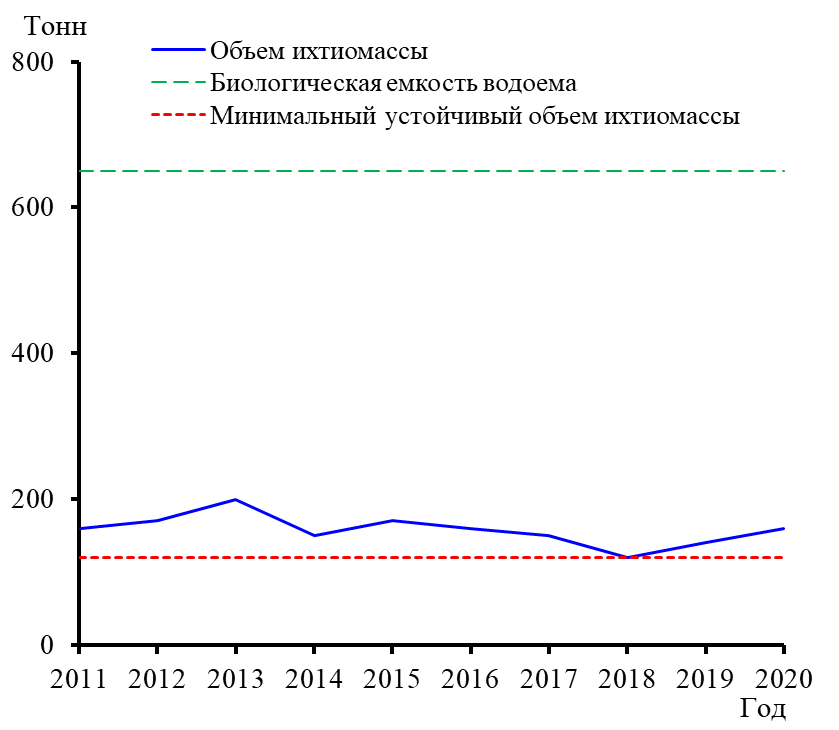 Тонн
Объем ихтиомассы
Биологическая емкость водоема
Минимальный устойчивый объем ихтиомассы
800
600
400
200
0
2011 2012 2013 2014 2015 2016 2017 2018 2019 2020
Год